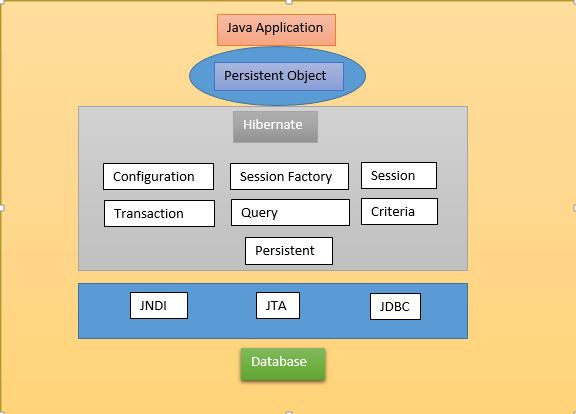 Java Application
Persistent Object
Hibernate
Configuration
Session Factory
Session
Transaction
Query
Criteria
Persistent
JNDI
JTA
JDBC
Database